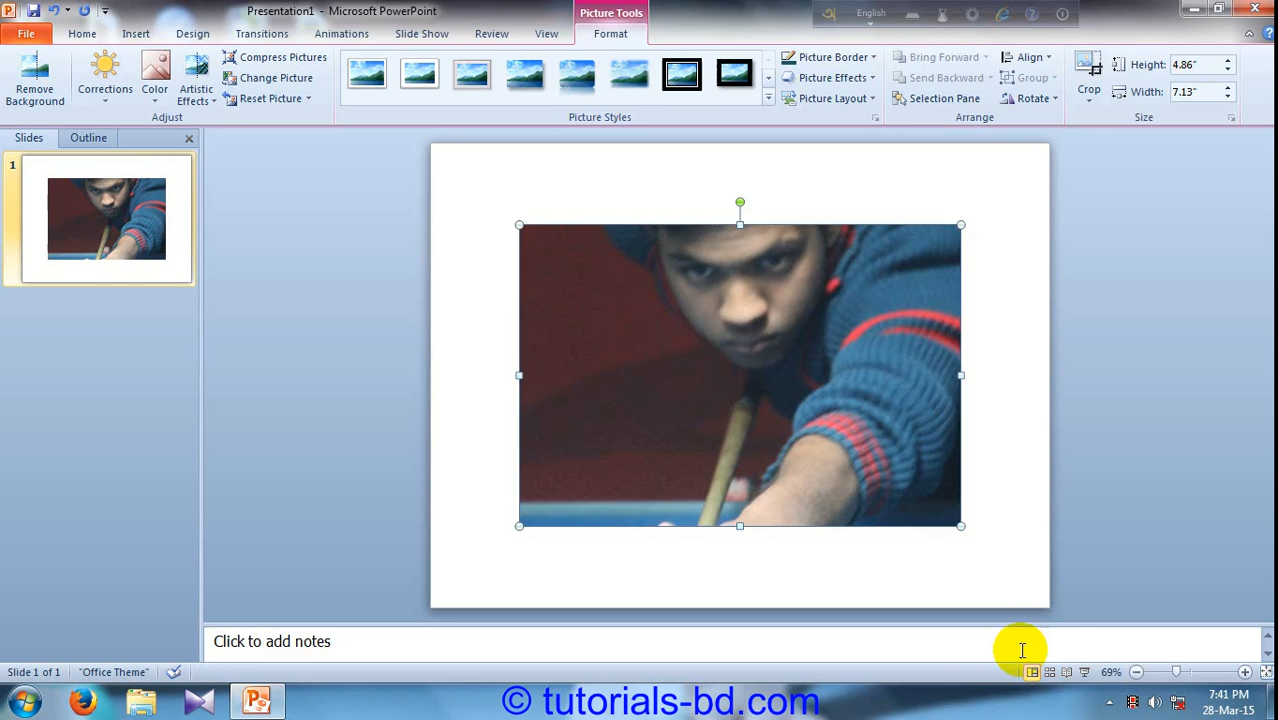 Presentation1 - Microsoft PowerPoint
Picture Tools
English
File Home Insert Design Transitions Animations Slide Show Review View Format
Remove Background
Corrections
Color
Artistic Effects
Compress Pictures
Change Picture
Reset Picture
Adjust
Picture Border
Picture Effects
Picture Layout
Picture Styles
Bring Forward
Send Backward
Selection Pane
Align
Group
Rotate
Arrange
Crop
Height: 4.86"
Width: 7.13"
Size
Slides Outline
1
Click to add notes
Slide 1 of 1 "Office Theme" 69%
© tutorials-bd.com
7:41 PM
28-Mar-15